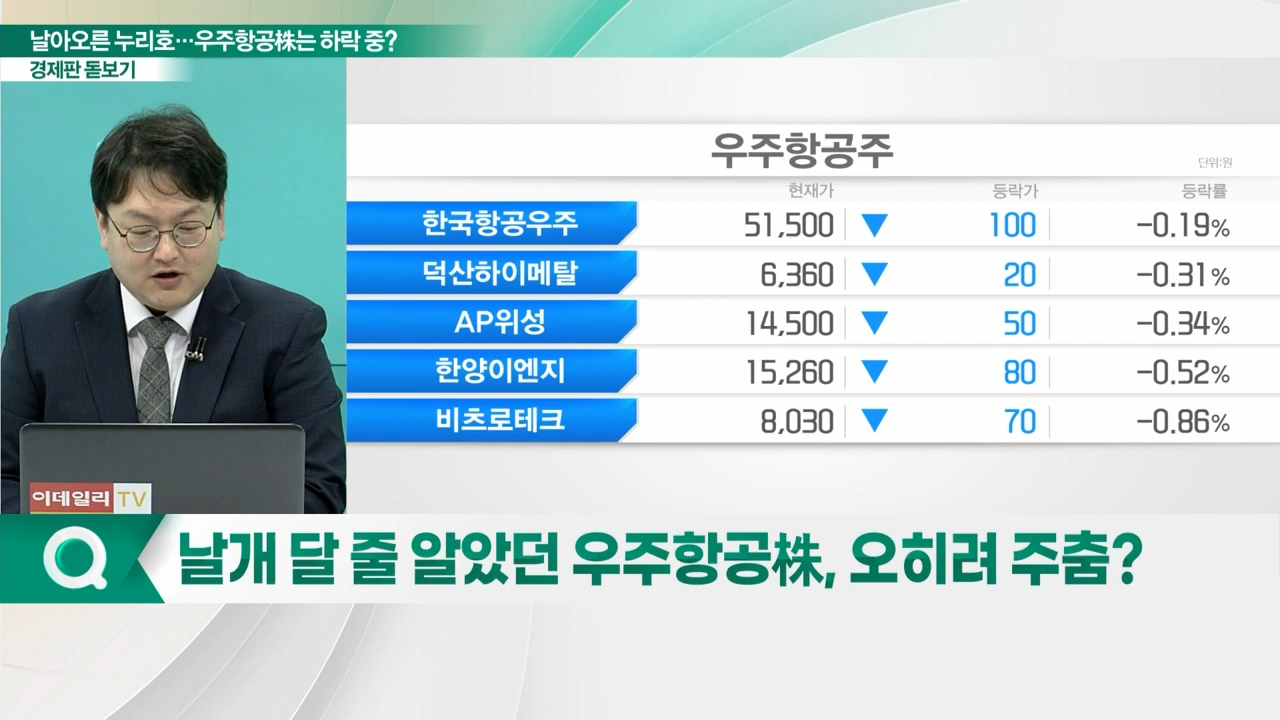 날아오른 누리호…우주항공株는 하락 중?
경제판 돋보기
우주항공주
단위:원
현재가 등락가 등락률
한국항공우주 51,500 ▼ 100 -0.19%
덕산하이메탈 6,360 ▼ 20 -0.31%
AP위성 14,500 ▼ 50 -0.34%
한양이엔지 15,260 ▼ 80 -0.52%
비츠로테크 8,030 ▼ 70 -0.86%
이데일리 TV
날개 달 줄 알았던 우주항공株, 오히려 주춤?